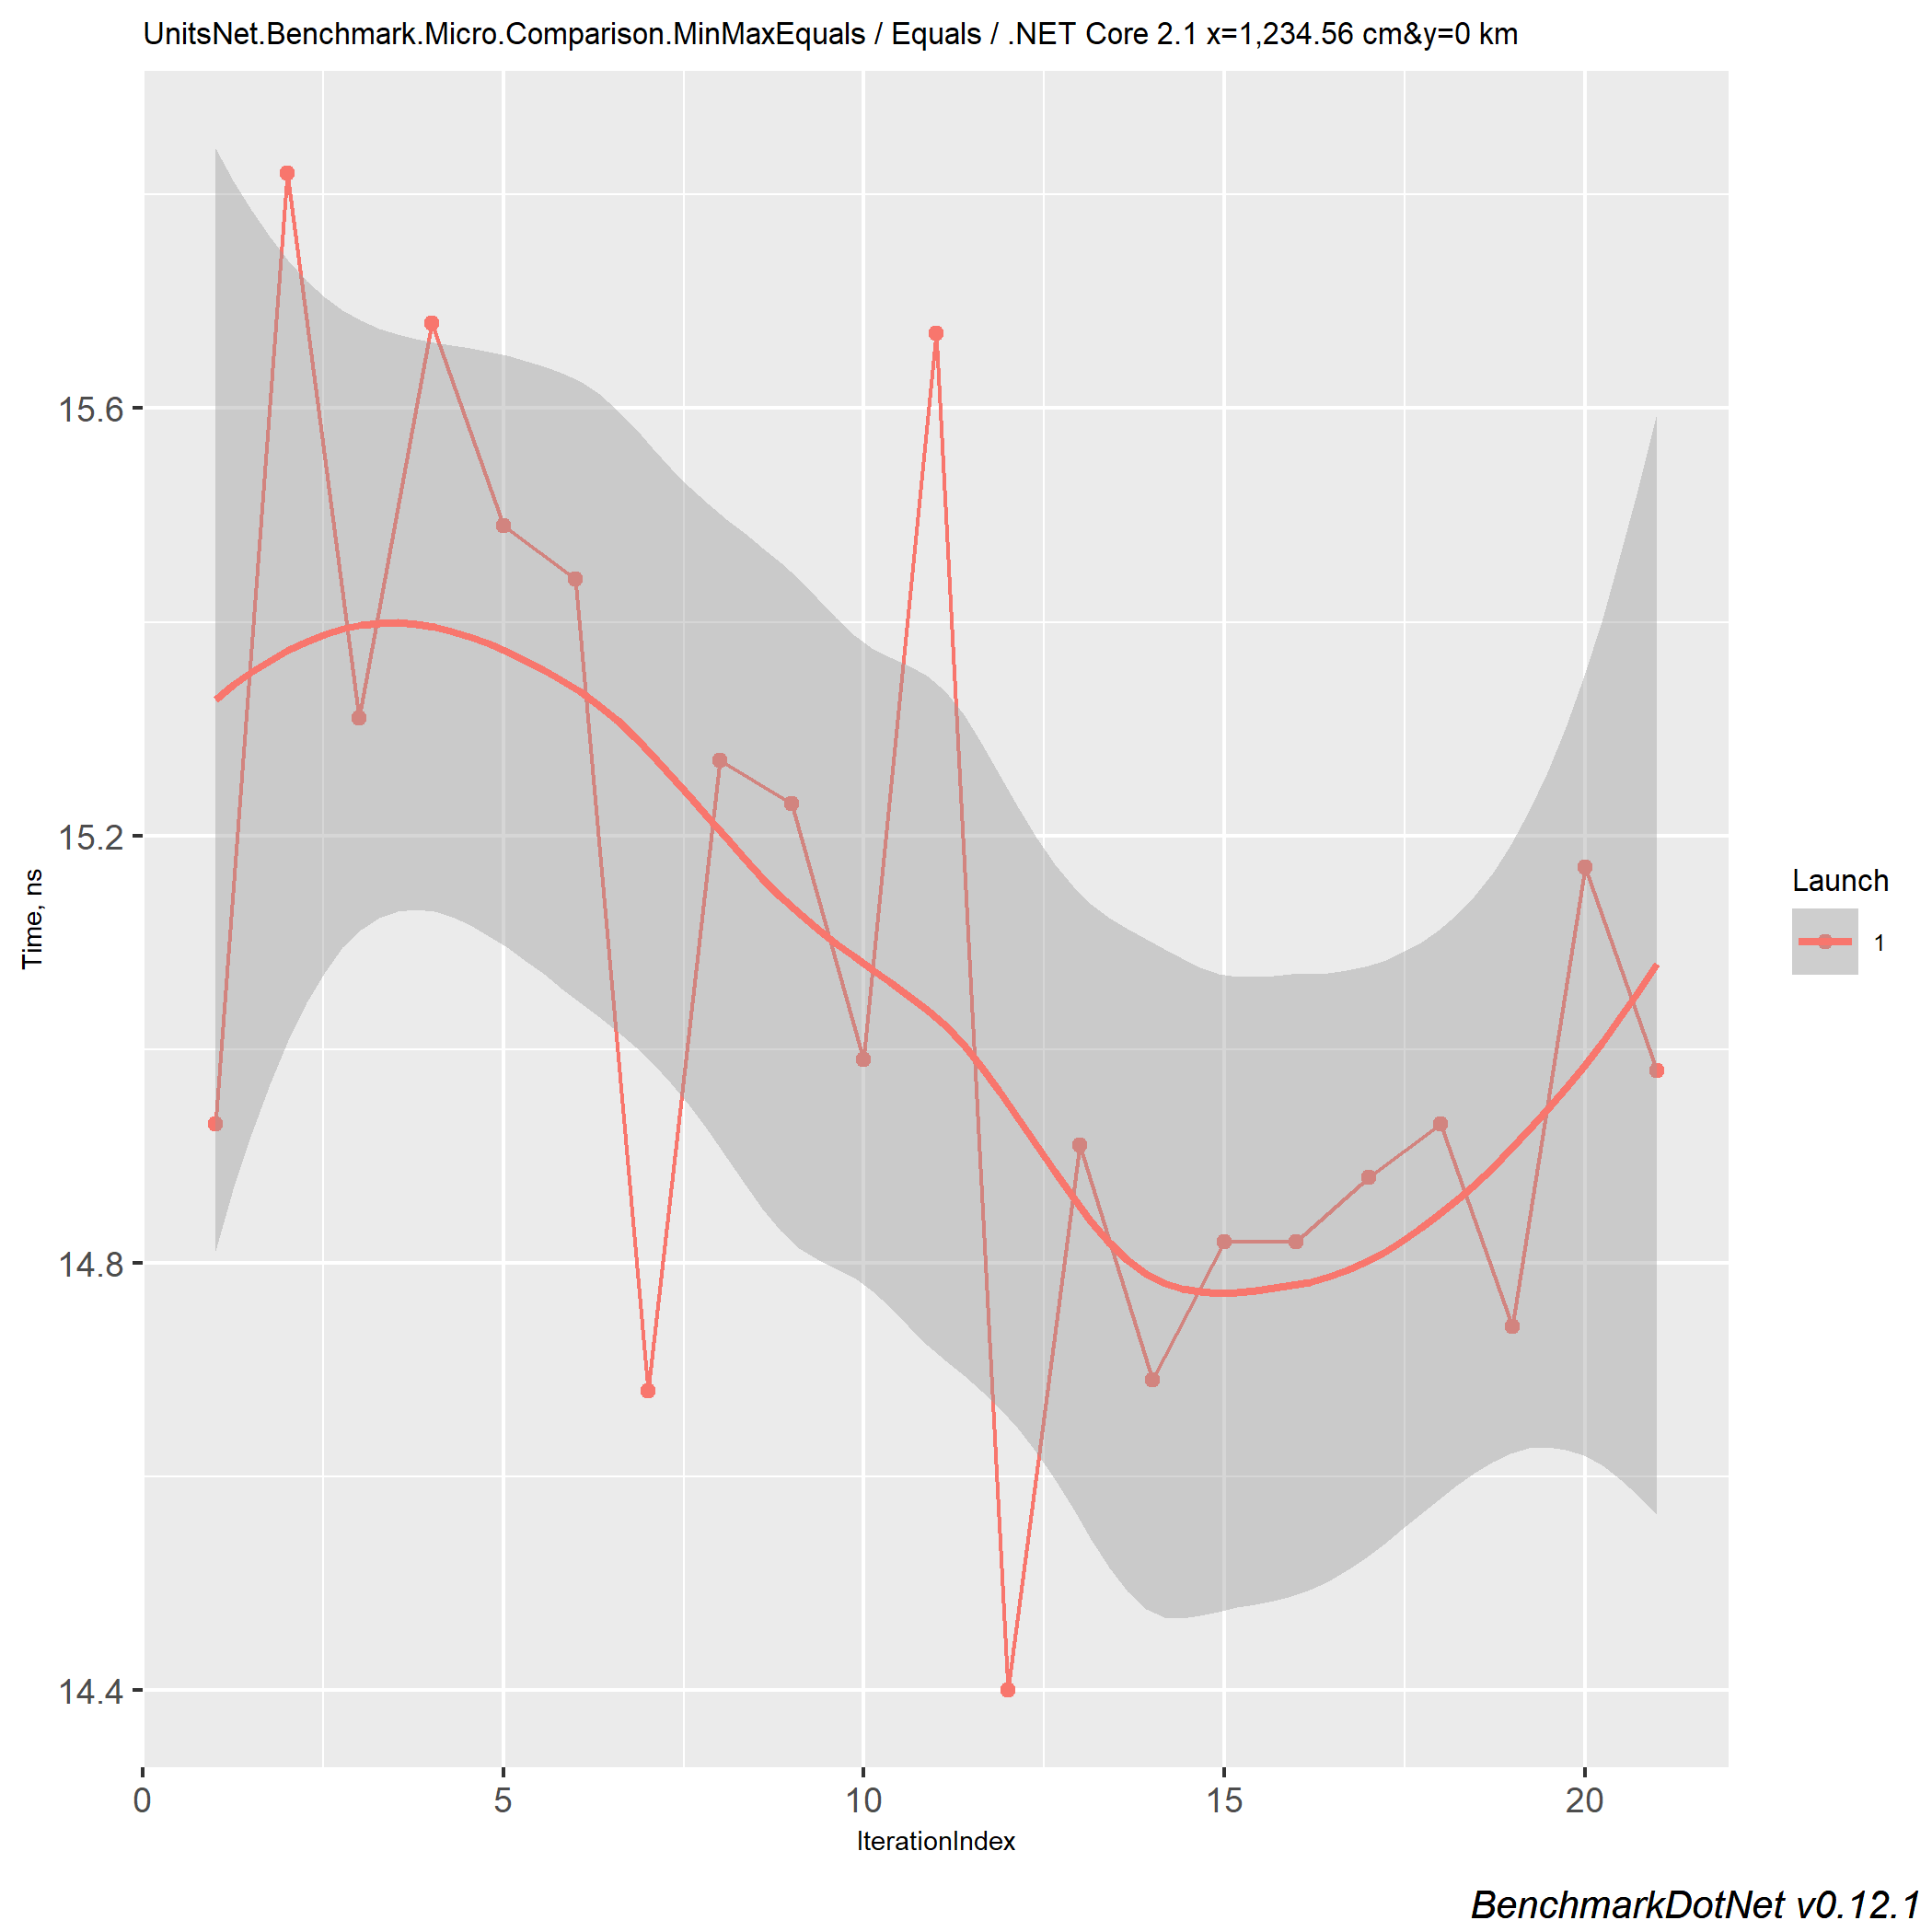 UnitsNet.Benchmark.Micro.Comparison.MinMaxEquals / Equals / .NET Core 2.1 x=1,234.56 cm&y=0 km
15.6
15.2
14.8
14.4
Time, ns
0 5 10 15 20
IterationIndex
Launch
1
BenchmarkDotNet v0.12.1